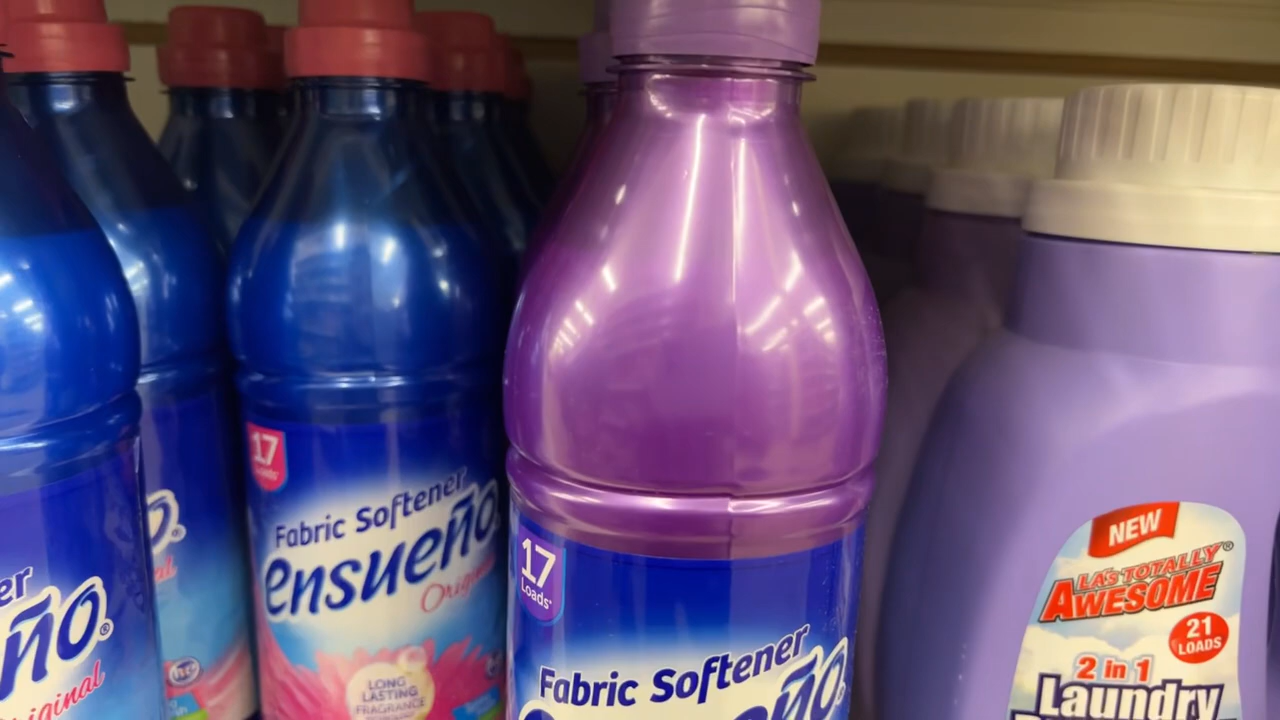 17
Loads*
Fabric Softener
ensueño
Original
LONG
LASTING
FRAGRANCE
17
Loads*
Fabric Softener
ñO®
iginal
NEW
LA'S TOTALLY
AWESOME®
21
LOADS
2 in 1
Laundry